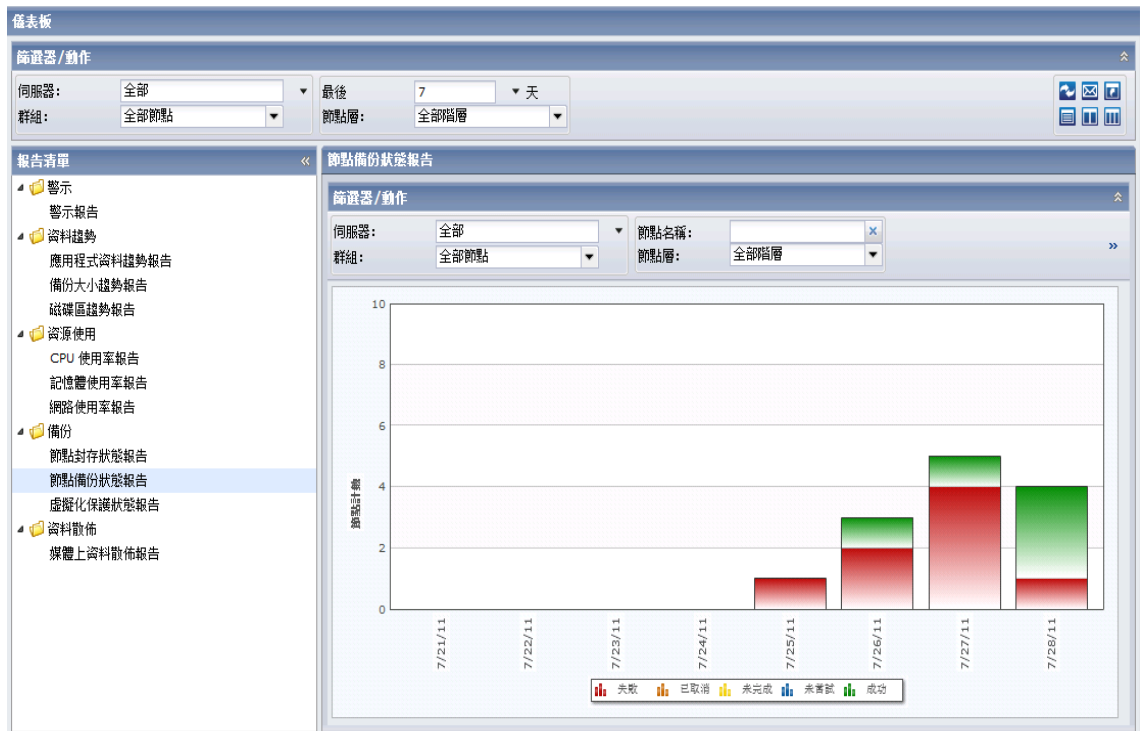 儀表板
篩選器/動作
伺服器: 全部 最後 7 天
群組: 全部節點 節點層: 全部階層
報告清單
警示
警示報告
資料趨勢
應用程式資料趨勢報告
備份大小趨勢報告
磁碟區趨勢報告
資源使用
CPU 使用率報告
記憶體使用率報告
網路使用率報告
備份
節點封存狀態報告
節點備份狀態報告
虛擬化保護狀態報告
資料散佈
媒體上資料散佈報告
節點備份狀態報告
篩選器/動作
伺服器: 全部 節點名稱:
群組: 全部節點 節點層: 全部階層
節點計數
10
8
6
4
2
0
7/21/11
7/22/11
7/23/11
7/24/11
7/25/11
7/26/11
7/27/11
7/28/11
失敗 已取消 未完成 未嘗試 成功